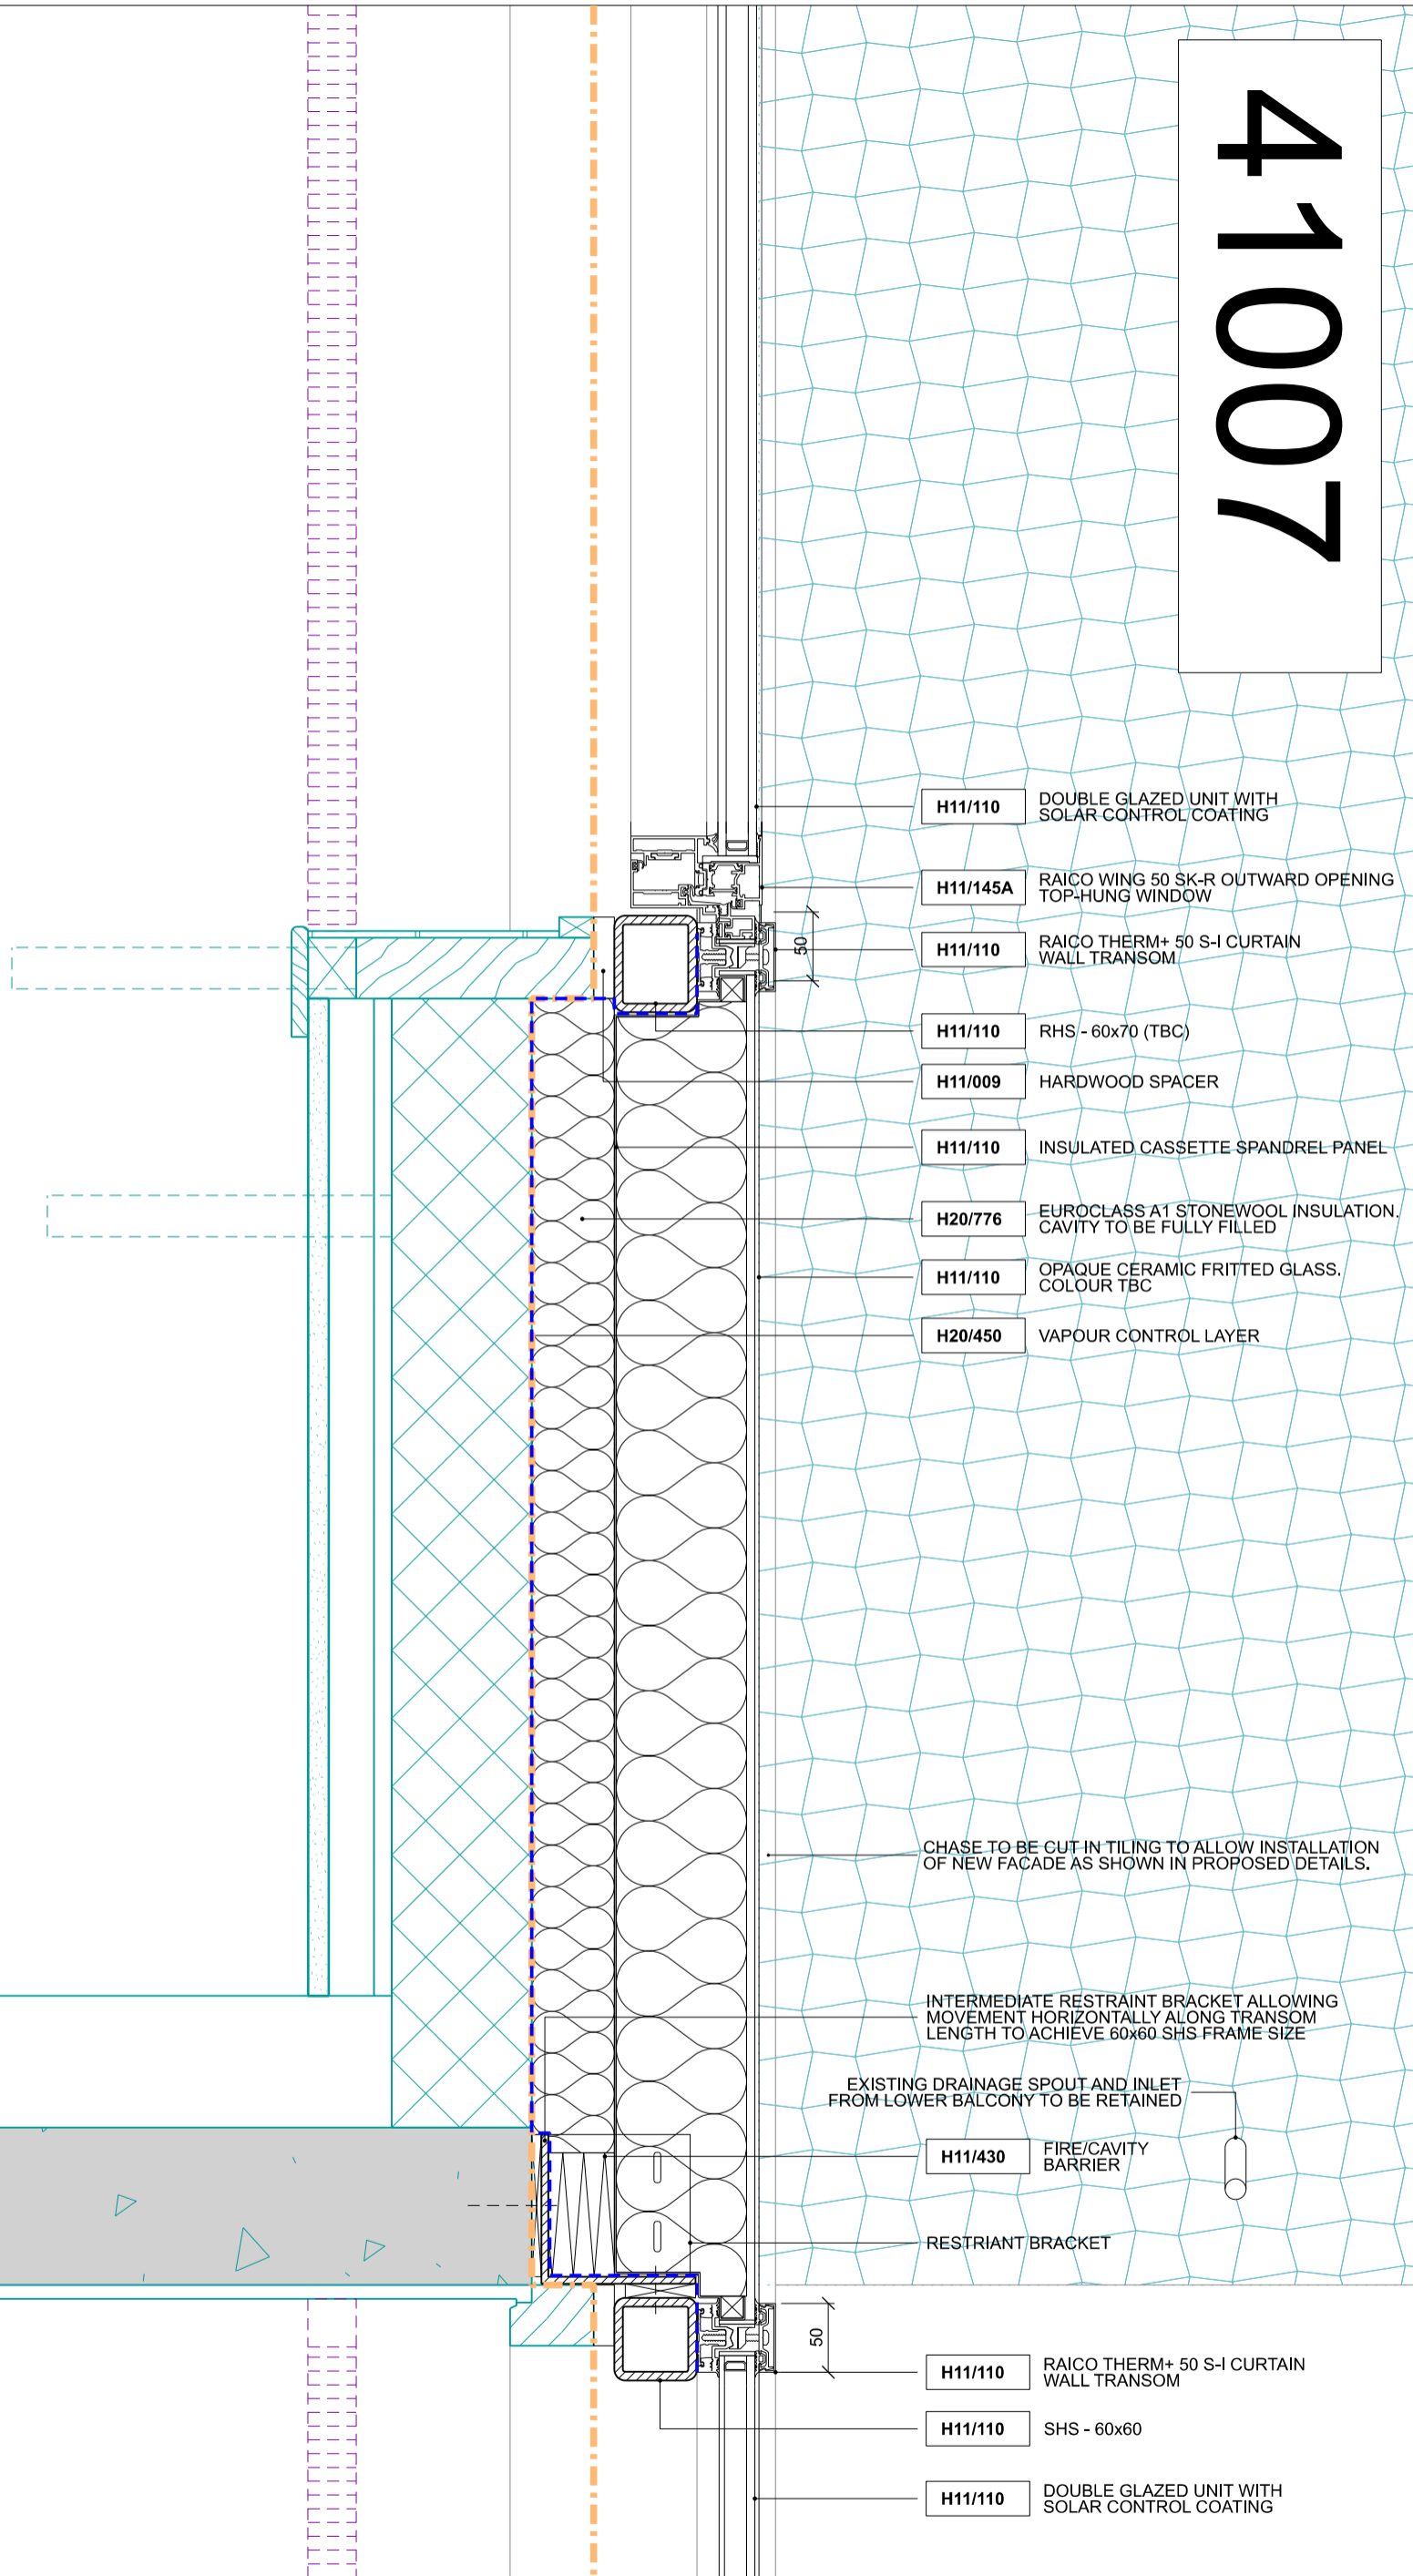 41007
H11/110 DOUBLE GLAZED UNIT WITH
SOLAR CONTROL COATING
H11/145A RAICO WING 50 SK-R OUTWARD OPENING
TOP-HUNG WINDOW
50
H11/110 RAICO THERM+ 50 S-I CURTAIN
WALL TRANSOM
H11/110 RHS - 60x70 (TBC)
H11/009 HARDWOOD SPACER
H11/110 INSULATED CASSETTE SPANDREL PANEL
H20/776 EUROCLASS A1 STONEWOOL INSULATION.
CAVITY TO BE FULLY FILLED
H11/110 OPAQUE CERAMIC FRITTED GLASS.
COLOUR TBC
H20/450 VAPOUR CONTROL LAYER
CHASE TO BE CUT IN TILING TO ALLOW INSTALLATION
OF NEW FACADE AS SHOWN IN PROPOSED DETAILS.
INTERMEDIATE RESTRAINT BRACKET ALLOWING
MOVEMENT HORIZONTALLY ALONG TRANSOM
LENGTH TO ACHIEVE 60x60 SHS FRAME SIZE
EXISTING DRAINAGE SPOUT AND INLET
FROM LOWER BALCONY TO BE RETAINED
H11/430 FIRE/CAVITY
BARRIER
RESTRIANT BRACKET
50
H11/110 RAICO THERM+ 50 S-I CURTAIN
WALL TRANSOM
H11/110 SHS - 60x60
H11/110 DOUBLE GLAZED UNIT WITH
SOLAR CONTROL COATING